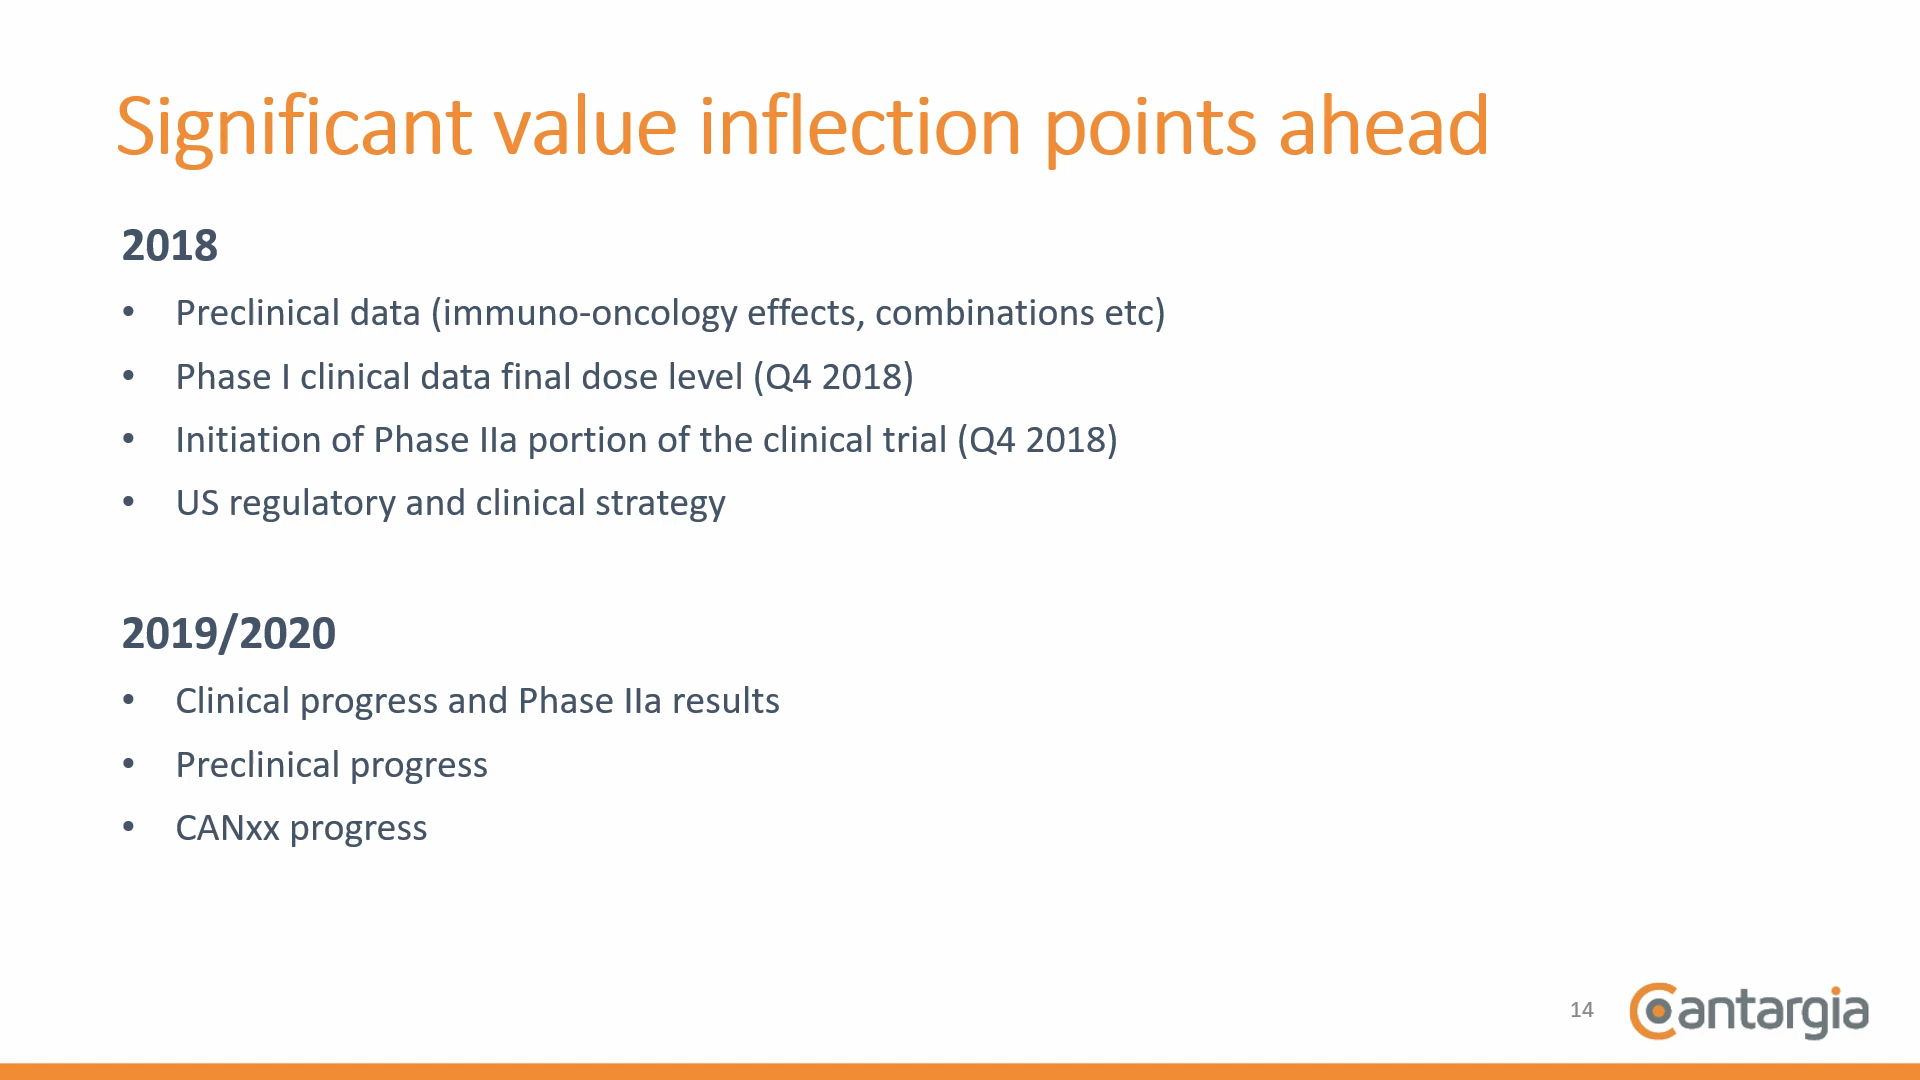 Significant value inflection points ahead
2018
• Preclinical data (immuno-oncology effects, combinations etc)
• Phase I clinical data final dose level (Q4 2018)
• Initiation of Phase IIa portion of the clinical trial (Q4 2018)
• US regulatory and clinical strategy
2019/2020
• Clinical progress and Phase IIa results
• Preclinical progress
• CANxx progress
14
Cantargia